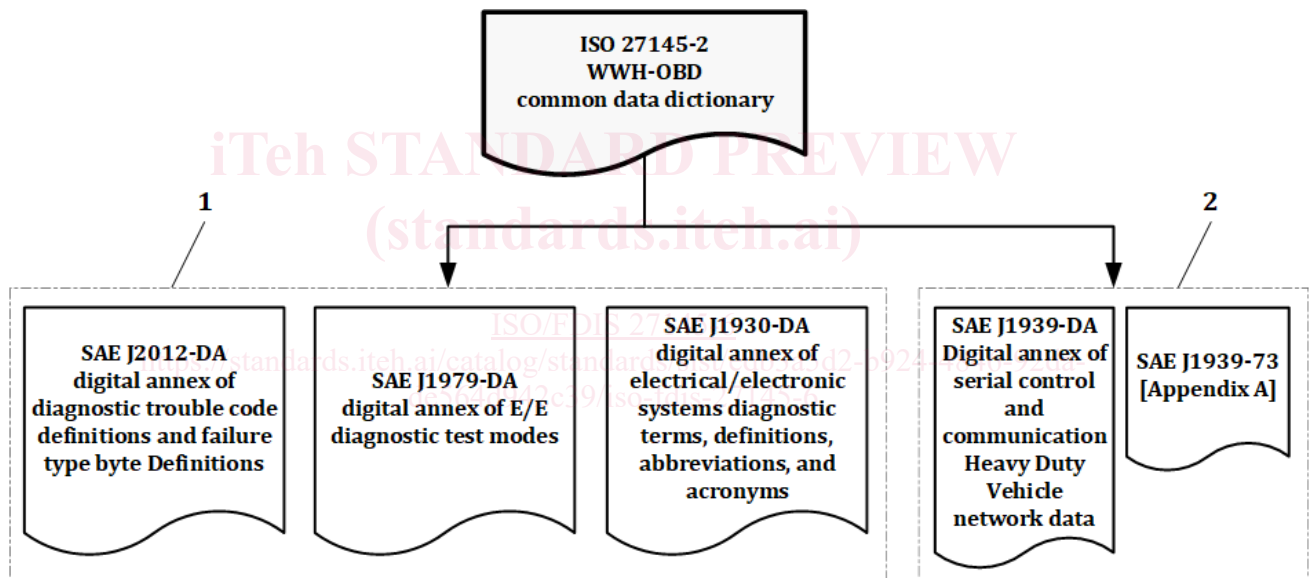 ISO 27145-2
WWH-OBD
common data dictionary
iTeh STANDARD PREVIEW
(standards.iteh.ai)
1
2
SAE J2012-DA
digital annex of
diagnostic trouble code
definitions and failure
type byte Definitions
SAE J1979-DA
digital annex of E/E
diagnostic test modes
SAE J1930-DA
digital annex of
electrical/electronic
systems diagnostic
terms, definitions,
abbreviations, and
acronyms
SAE J1939-DA
Digital annex of
serial control
and
communication
Heavy Duty
Vehicle
network data
SAE J1939-73
[Appendix A]
ISO/FDIS